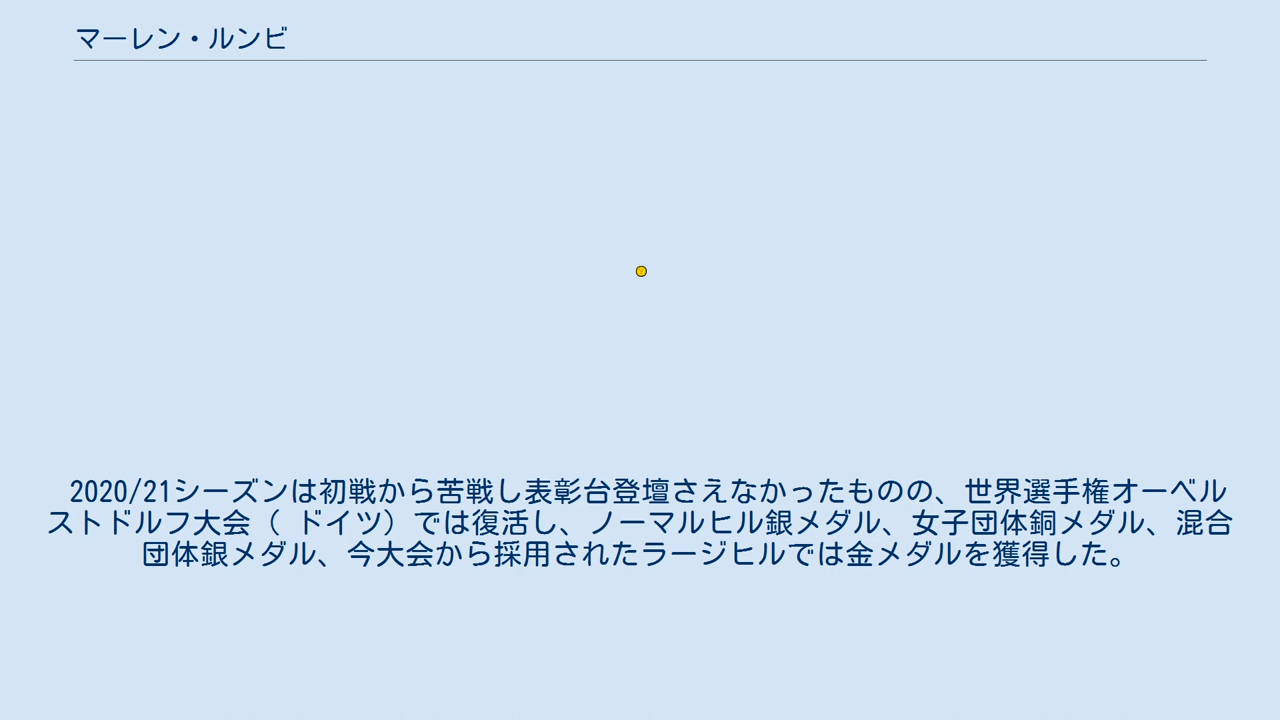 マーレン・ルンビ
2020/21シーズンは初戦から苦戦し表彰台登壇さえなかったものの、世界選手権オーベル
ストドルフ大会（ ドイツ）では復活し、ノーマルヒル銀メダル、女子団体銅メダル、混合
団体銀メダル、今大会から採用されたラージヒルでは金メダルを獲得した。